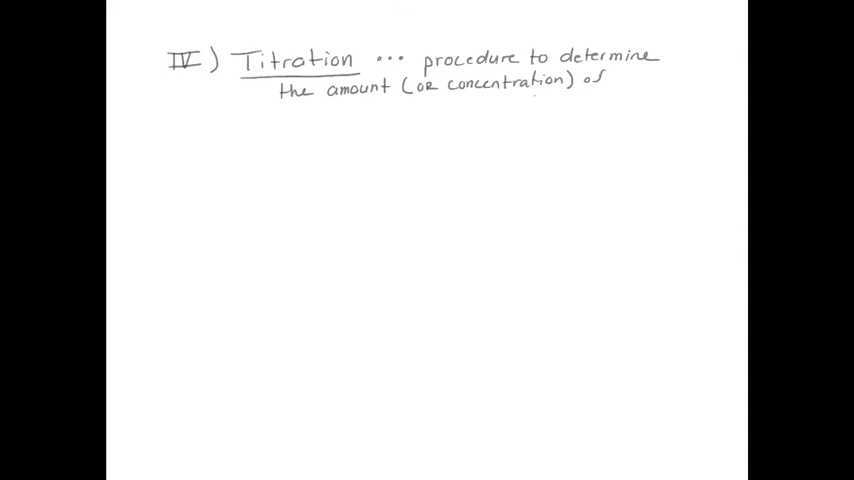 IV) Titration ... procedure to determine
the amount (OR concentration) of